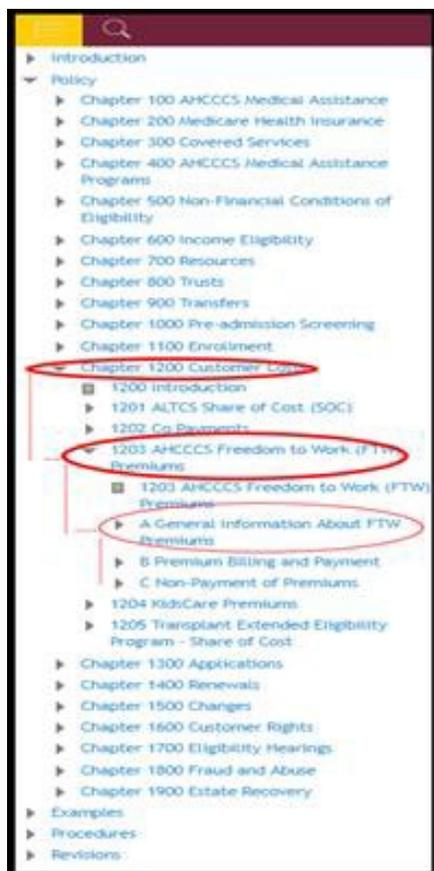 Introduction
Policy
Chapter 100 AHCCCS Medical Assistance
Chapter 200 Medicare Health Insurance
Chapter 300 Covered Services
Chapter 400 AHCCCS Medical Assistance
Programs
Chapter 500 Non-Financial Conditions of
Eligibility
Chapter 600 Income Eligibility
Chapter 700 Resources
Chapter 800 Trusts
Chapter 900 Transfers
Chapter 1000 Pre-admission Screening
Chapter 1100 Enrollment
Chapter 1200 Customer Costs
1200 Introduction
1201 ALTCS Share of Cost (SOC)
1202 Co Payments
1203 AHCCCS Freedom to Work (FTW)
Premiums
1203 AHCCCS Freedom to Work (FTW)
Premiums
A General Information About FTW
Premiums
B Premium Billing and Payment
C Non-Payment of Premiums
1204 KidsCare Premiums
1205 Transplant Extended Eligibility
Program - Share of Cost
Chapter 1300 Applications
Chapter 1400 Renewals
Chapter 1500 Changes
Chapter 1600 Customer Rights
Chapter 1700 Eligibility Hearings
Chapter 1800 Fraud and Abuse
Chapter 1900 Estate Recovery
Examples
Procedures
Revisions